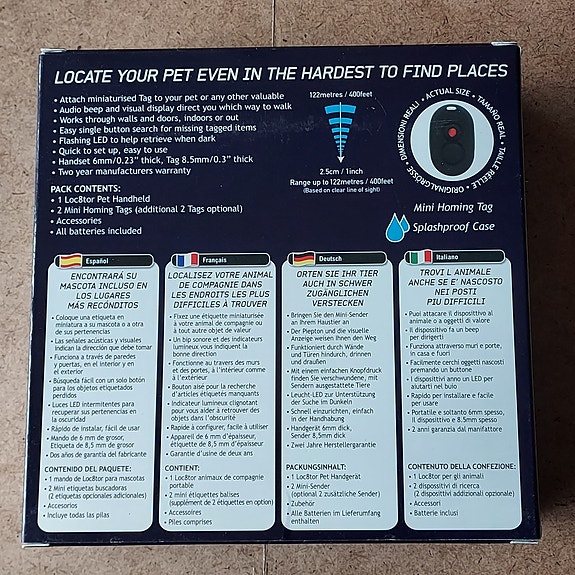 LOCATE YOUR PET EVEN IN THE HARDEST TO FIND PLACES
• Attach miniaturised Tag to your pet or any other valuable
• Audio beep and visual display direct you which way to walk
• Works through walls and doors, indoors or out
• Easy single button search for missing tagged items
• Flashing LED to help retrieve when dark
• Quick to set up, easy to use
• Handset 6mm/0.23" thick, Tag 8.5mm/0.3" thick
• Two year manufacturers warranty
PACK CONTENTS:
• 1 Loc8tor Pet Handheld
• 2 Mini Homing Tags (additional 2 Tags optional)
• Accessories
• All batteries included
122metres / 400feet
2.5cm / 1inch
Range up to 122metres / 400feet
(Based on clear line of sight)
• ACTUAL SIZE • TAMAÑO REAL • TAILLE RÉELLE • ORIGINALGRÖSSE • DIMENSIONI REALI
Mini Homing Tag
Splashproof Case
Español
ENCONTRARÁ SU
MASCOTA INCLUSO EN
LOS LUGARES
MÁS RECÓNDITOS
• Coloque una etiqueta en
miniatura a su mascota o a otra
de sus pertenencias
• Las señales acústicas y visuales
indican la dirección que debe tomar
• Funciona a través de paredes
y puertas, en el interior y en
el exterior
• Búsqueda fácil con un solo botón
para los objetos etiquetados
perdidos
• Luces LED intermitentes para
recuperar sus pertenencias en
la oscuridad
• Rápido de instalar, fácil de usar
• Mando de 6 mm de grosor,
Etiqueta de 8,5 mm de grosor
• Dos años de garantía del fabricante
CONTENIDO DEL PAQUETE:
• 1 mando de Loc8tor para mascotas
• 2 Mini etiquetas buscadoras
(2 etiquetas opcionales adicionales)
• Accesorios
• Incluye todas las pilas
Français
LOCALISEZ VOTRE ANIMAL
DE COMPAGNIE DANS
LES ENDROITS LES PLUS
DIFFICILES À TROUVER
• Fixez une étiquette miniaturisée
à votre animal de compagnie ou
à tout autre objet de valeur
• Un bip sonore et des indicateurs
lumineux vous indiquent la
bonne direction
• Fonctionne au travers des murs
et des portes, à l'intérieur comme
à l'extérieur
• Bouton aisé pour la recherche
d'articles étiquetés manquants
• Indicateur lumineux clignotant
pour vous aider à retrouver des
objets dans l'obscurité
• Rapide à configurer, facile à utiliser
• Appareil de 6 mm d'épaisseur,
étiquette de 8,5 mm d'épaisseur
• Garantie d'usine de deux ans
CONTIENT:
• 1 Loc8tor animaux de compagnie
portable
• 2 mini étiquettes balises
(supplément de 2 étiquettes en option)
• Accessoires
• Piles comprises
Deutsch
ORTEN SIE IHR TIER
AUCH IN SCHWER
ZUGÄNGLICHEN
VERSTECKEN
• Bringen Sie den Mini-Sender
an Ihrem Haustier an
• Der Piepton und die visuelle
Anzeige weisen Ihnen den Weg
• Funktioniert durch Wände
und Türen hindurch, drinnen
und draußen
• Mit einem einfachen Knopfdruck
finden Sie verschwundene, mit
Sendern ausgestattete Tiere
• Leucht-LED zur Unterstützung
der Suche im Dunkeln
• Schnell einzurichten, einfach
in der Handhabung
• Handgerät 6mm dick,
Sender 8,5mm dick
• Zwei Jahre Herstellergarantie
PACKUNGSINHALT:
• 1 Loc8tor Pet Handgerät
• 2 Mini-Sender
(optional 2 zusätzliche Sender)
• Zubehör
• Alle Batterien im Lieferumfang
enthalten
Italiano
TROVI L ANIMALE
ANCHE SE E' NASCOSTO
NEI POSTI
PIU DIFFICILI
• Puoi attacare il dispositivo al
animale o a oggetti di valore
• Il dispositivo fa un beep
per dirigerti
• Funziona attraverso muri e porte,
in casa e fuori
• Facilmente cerchi oggetti nascosti
premando un buttone
• I dispositivi anno un LED per
aiutarti nel buio
• Rapido per installare e facile
per usare
• Portatile e soltanto 6mm spesso,
il dispositivo e 8.5mm spesso
• 2 anni garanzia dal manifattore
CONTENUTO DELLA CONFEZIONE:
• 1 Loc8tor per gli animali
• 2 dispositivi di ricerca
(2 dispositivi addizionali opzionali)
• Accessori
• Batterie inclusi